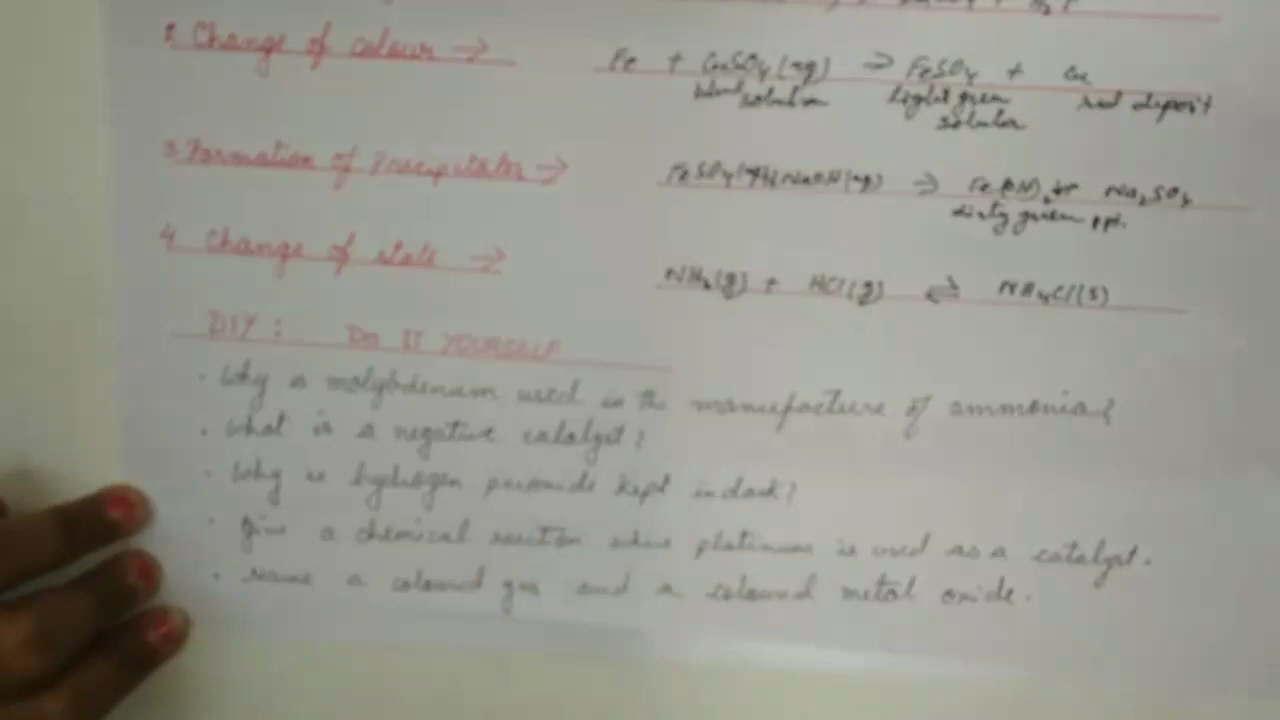 2. Change of colour → Fe + CuSO4(aq) → FeSO4 + Cu
blue solution light green solution red deposit
3. Formation of Precipitates → FeSO4(aq) + 2NaOH(aq) → Fe(OH)2↓ + Na2SO4
dirty green ppt.
4. Change of state → NH3(g) + HCl(g) ⇌ NH4Cl(s)
DIY : DO IT YOURSELF
. Why is molybdenum used in the manufacture of ammonia?
. What is a negative catalyst?
. Why is hydrogen peroxide kept in dark?
. Give a chemical reaction where platinum is used as a catalyst.
. Name a coloured gas and a coloured metal oxide.